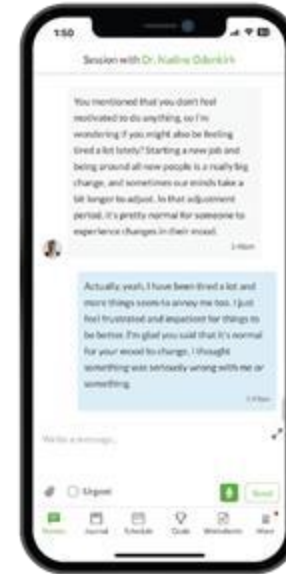 1:50
Session with Dr. Nadine Odenkirk
You mentioned that you don't feel
motivated to do anything, so I'm
wondering if you might also be feeling
tired a lot lately? Starting a new job and
being around all new people is a really big
change, and sometimes our minds take a
bit longer to adjust. In that adjustment
period, it's pretty normal for someone to
experience changes in their mood.
Actually yeah, I have been tired a lot and
more things seem to annoy me too. I just
feel frustrated and impatient for things to
be better. I'm glad you said that it's normal
for your mood to change, I thought
something was seriously wrong with me or
something.
Write a message...
Urgent
Send
Journal Schedule Goals Worksheets More